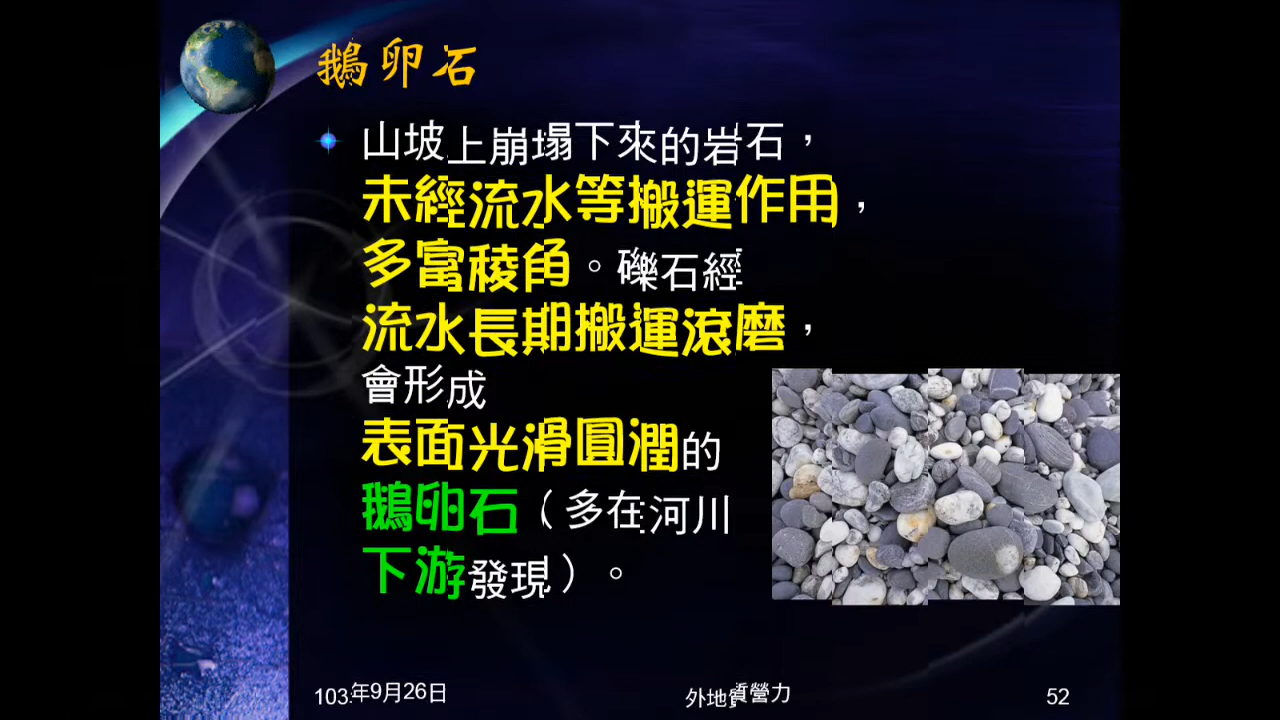 鵝卵石
山坡上崩塌下來的岩石，
未經流水等搬運作用，
多富稜角。礫石經
流水長期搬運滾磨，
會形成
表面光滑圓潤的
鵝卵石（多在河川
下游發現）。
103年9月26日
外地質營力
52